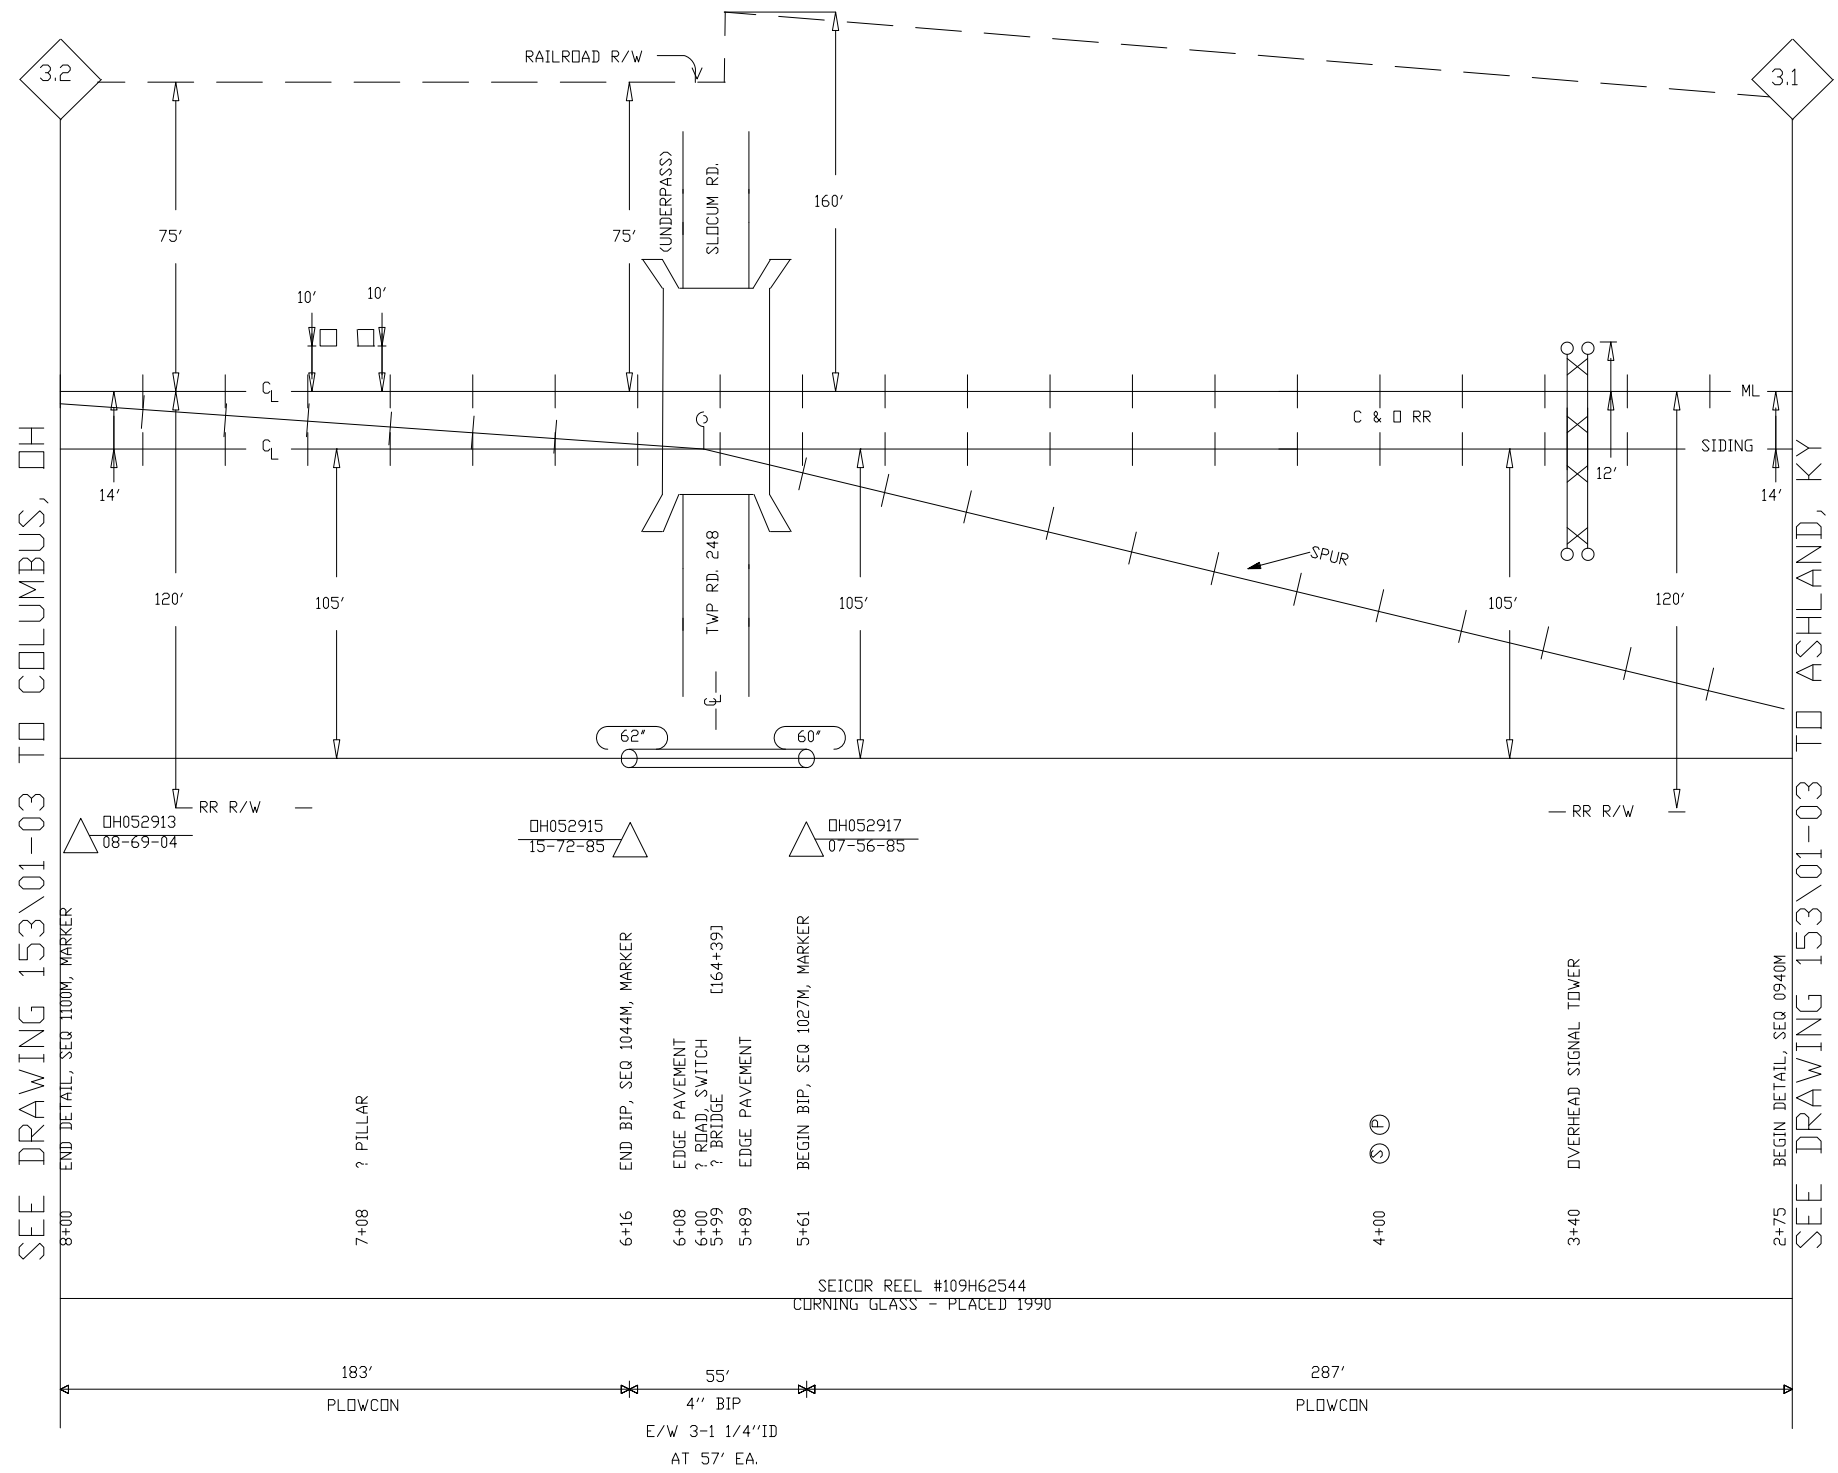 3.2
3.1
RAILROAD R/W
75′
75′
160′
(UNDERPASS)
SLOCUM RD.
10′
10′
CL
ML
C & O RR
CL
SIDING
14′
12′
14′
SPUR
TWP RD. 248
120′
105′
105′
105′
120′
CL
62″
60″
RR R/W
RR R/W
OH052913
08-69-04
OH052915
15-72-85
OH052917
07-56-85
SEE DRAWING 153\01-03 TO COLUMBUS, OH
SEE DRAWING 153\01-03 TO ASHLAND, KY
8+00 END DETAIL, SEQ 1100M, MARKER
7+08 ? PILLAR
6+16 END BIP, SEQ 1044M, MARKER
6+08 EDGE PAVEMENT
6+00 ? ROAD, SWITCH
5+99 ? BRIDGE [164+39]
5+89 EDGE PAVEMENT
5+61 BEGIN BIP, SEQ 1027M, MARKER
4+00 S P
3+40 OVERHEAD SIGNAL TOWER
2+75 BEGIN DETAIL, SEQ 0940M
SEICOR REEL #109H62544
CORNING GLASS - PLACED 1990
183′
55′
287′
PLOWCON
4′′ BIP
PLOWCON
E/W 3-1 1/4′′ID
AT 57′ EA.